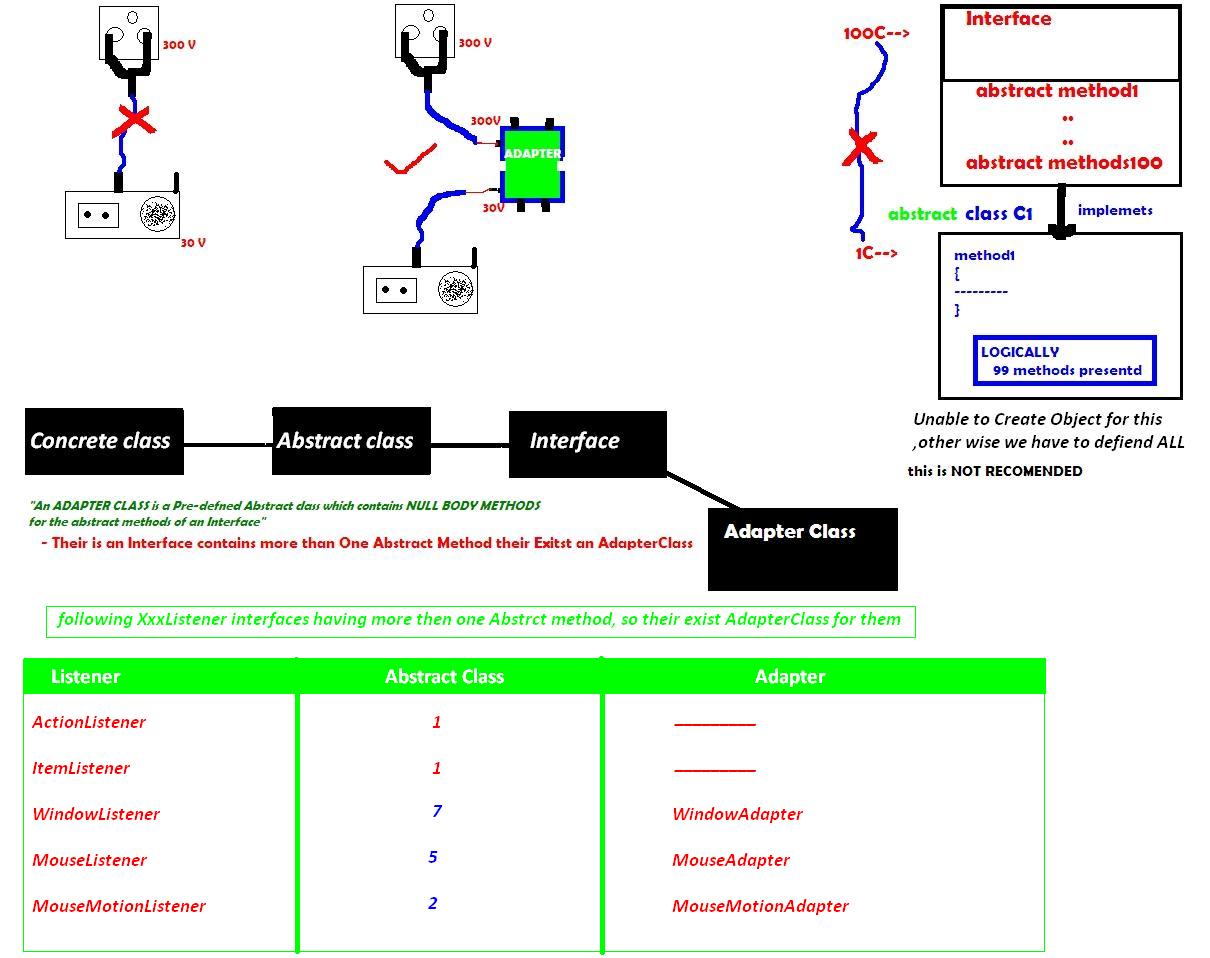 300 V
30 V
300 V
300V
ADAPTER
30V
100C-->
1C-->
Interface
abstract method1
..
..
abstract methods100
abstract class C1
implemets
method1
{
---------
}
LOGICALLY
99 methods presentd
Unable to Create Object for this
,other wise we have to defiend ALL
this is NOT RECOMENDED
Concrete class
Abstract class
Interface
Adapter Class
"An ADAPTER CLASS is a Pre-defned Abstract class which contains NULL BODY METHODS
for the abstract methods of an Interface"
- Their is an Interface contains more than One Abstract Method their Exitst an AdapterClass
following XxxListener interfaces having more then one Abstrct method, so their exist AdapterClass for them
Listener Abstract Class Adapter
ActionListener 1 _________
ItemListener 1 _________
WindowListener 7 WindowAdapter
MouseListener 5 MouseAdapter
MouseMotionListener 2 MouseMotionAdapter